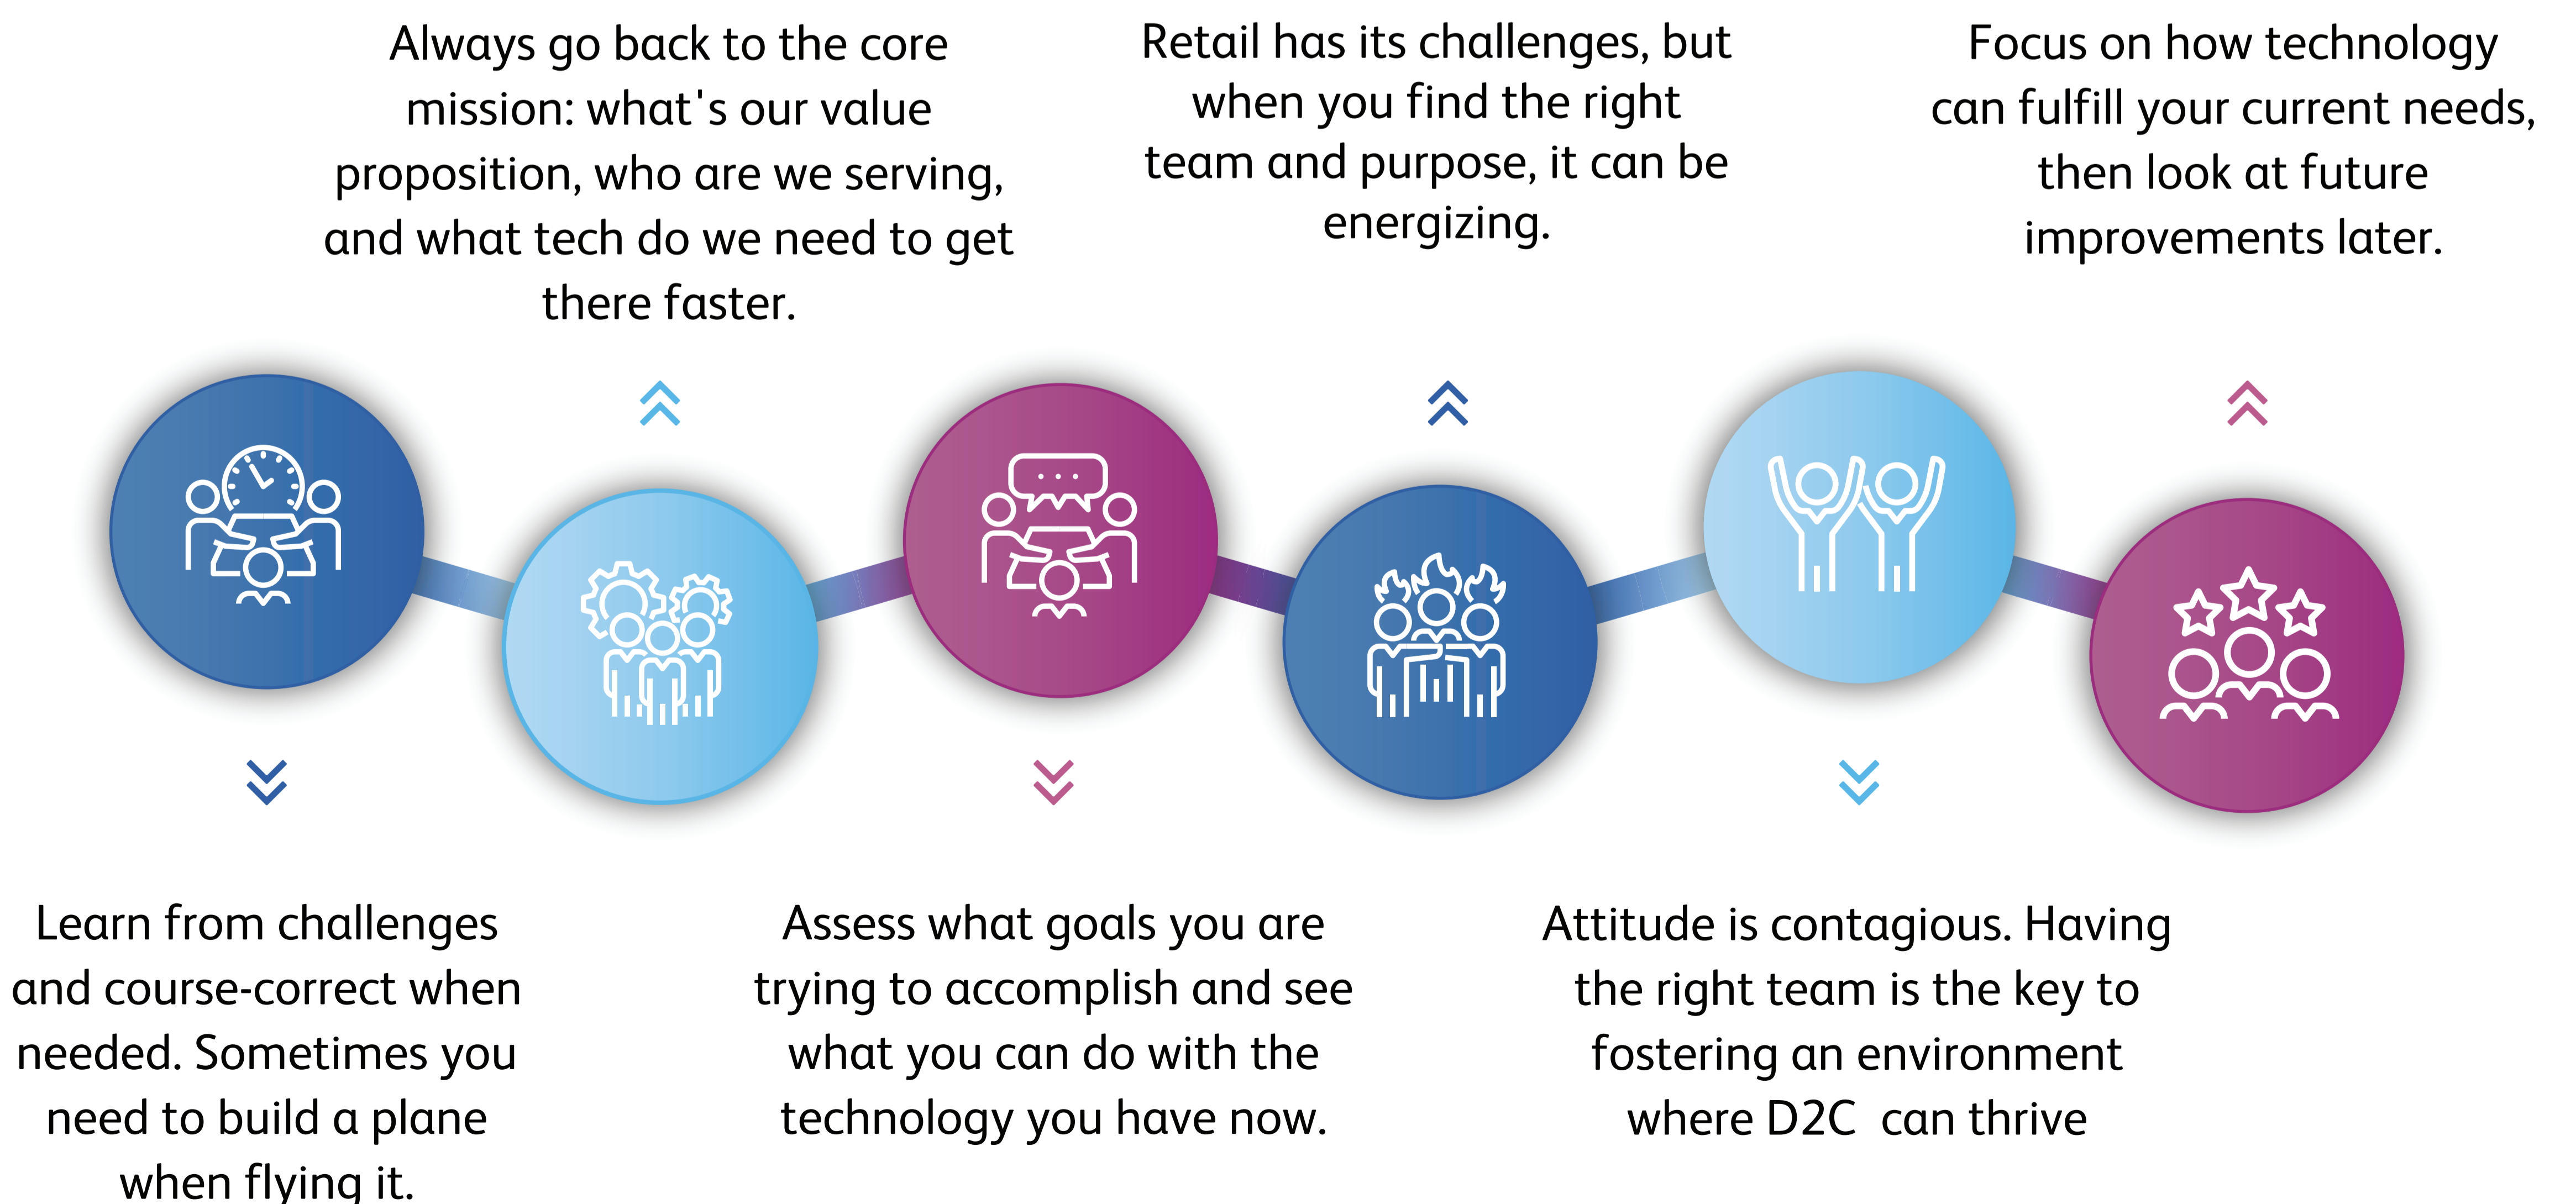 Always go back to the core
mission: what's our value
proposition, who are we serving,
and what tech do we need to get
there faster.
Retail has its challenges, but
when you find the right
team and purpose, it can be
energizing.
Focus on how technology
can fulfill your current needs,
then look at future
improvements later.
Learn from challenges
and course-correct when
needed. Sometimes you
need to build a plane
when flying it.
Assess what goals you are
trying to accomplish and see
what you can do with the
technology you have now.
Attitude is contagious. Having
the right team is the key to
fostering an environment
where D2C  can thrive